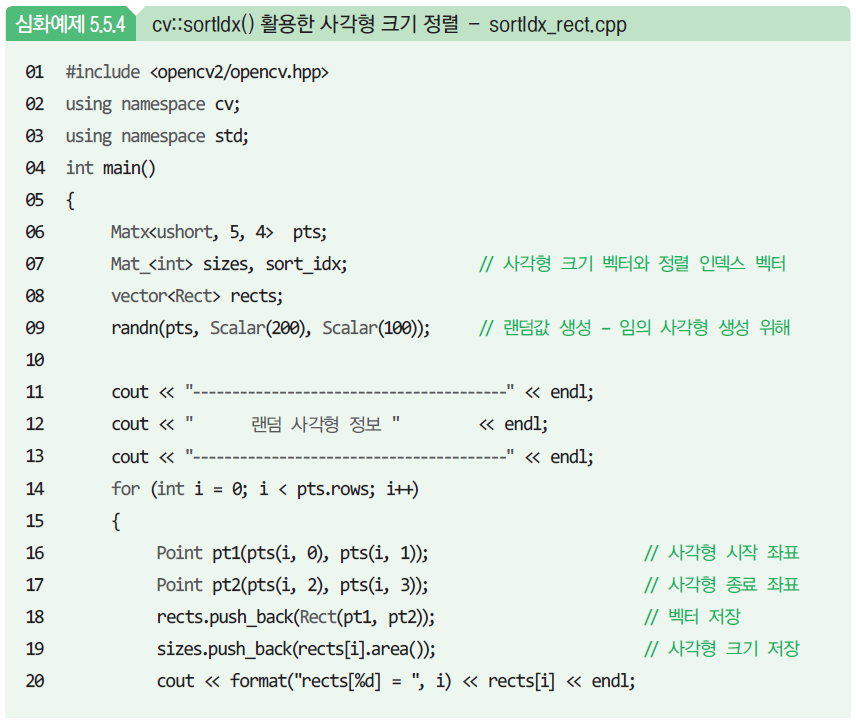 심화예제 5.5.4 cv::sortIdx() 활용한 사각형 크기 정렬 - sortIdx_rect.cpp
01 #include <opencv2/opencv.hpp>
02 using namespace cv;
03 using namespace std;
04 int main()
05 {
06 Matx<ushort, 5, 4> pts;
07 Mat_<int> sizes, sort_idx; // 사각형 크기 벡터와 정렬 인덱스 벡터
08 vector<Rect> rects;
09 randn(pts, Scalar(200), Scalar(100)); // 랜덤값 생성 - 임의 사각형 생성 위해
10
11 cout << "----------------------------------------" << endl;
12 cout << " 랜덤 사각형 정보 " << endl;
13 cout << "----------------------------------------" << endl;
14 for (int i = 0; i < pts.rows; i++)
15 {
16 Point pt1(pts(i, 0), pts(i, 1)); // 사각형 시작 좌표
17 Point pt2(pts(i, 2), pts(i, 3)); // 사각형 종료 좌표
18 rects.push_back(Rect(pt1, pt2)); // 벡터 저장
19 sizes.push_back(rects[i].area()); // 사각형 크기 저장
20 cout << format("rects[%d] = ", i) << rects[i] << endl;